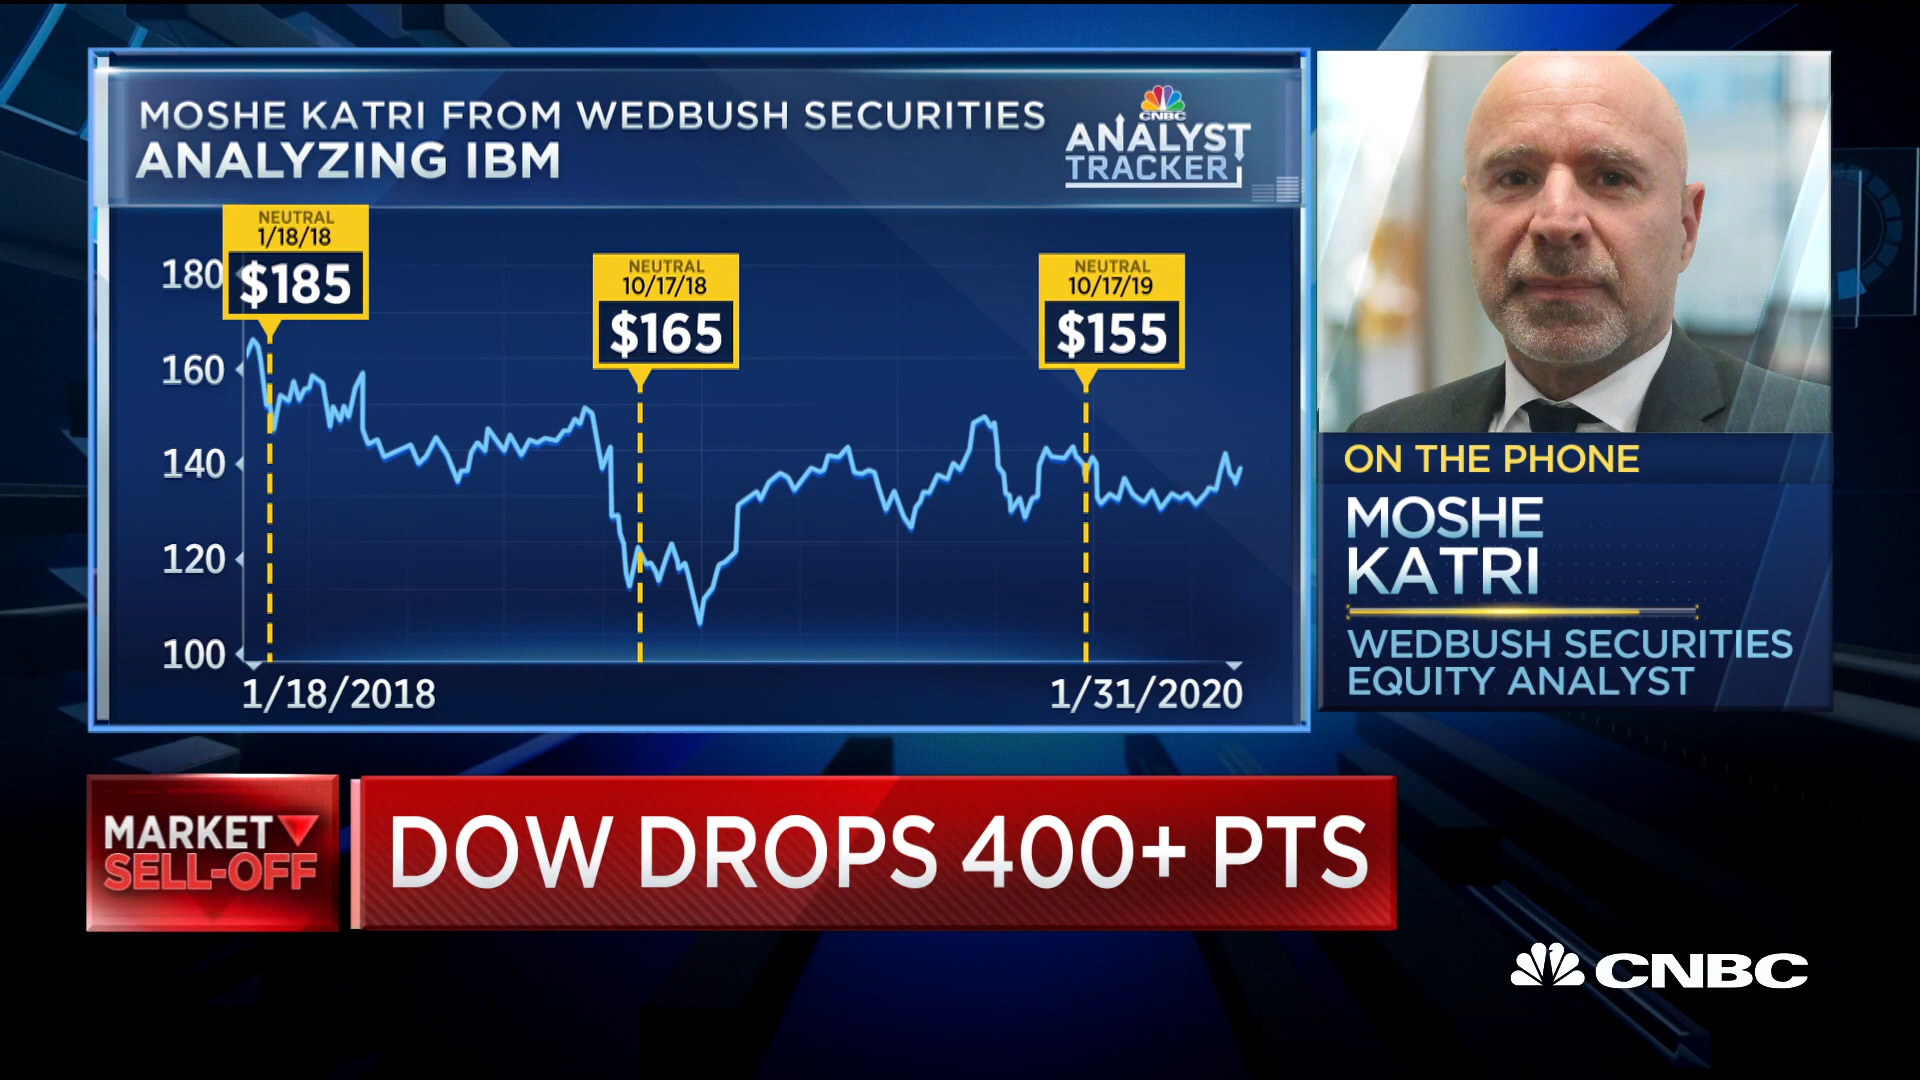 MOSHE KATRI FROM WEDBUSH SECURITIES
ANALYZING IBM
CNBC
ANALYST
TRACKER
NEUTRAL
1/18/18
$185
NEUTRAL
10/17/18
$165
NEUTRAL
10/17/19
$155
180
160
140
120
100
1/18/2018
1/31/2020
ON THE PHONE
MOSHE
KATRI
WEDBUSH SECURITIES
EQUITY ANALYST
MARKET
SELL-OFF
DOW DROPS 400+ PTS
CNBC